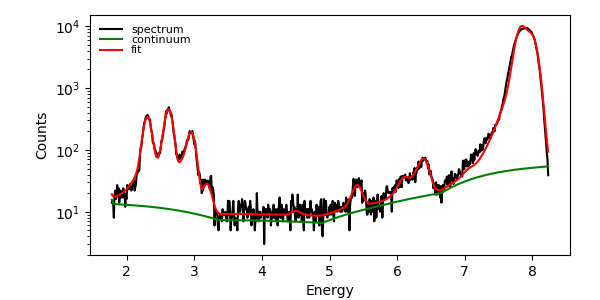 10⁴
10³
10²
10¹
Counts
spectrum
continuum
fit
2 3 4 5 6 7 8
Energy